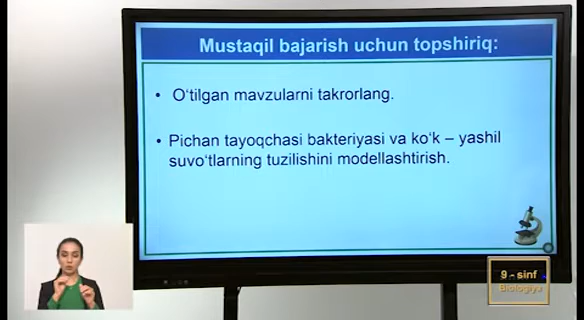 Mustaqil bajarish uchun topshiriq:
• O‘tilgan mavzularni takrorlang.
• Pichan tayoqchasi bakteriyasi va ko‘k – yashil
suvo‘tlarning tuzilishini modellashtirish.
9 - sinf
Biologiya